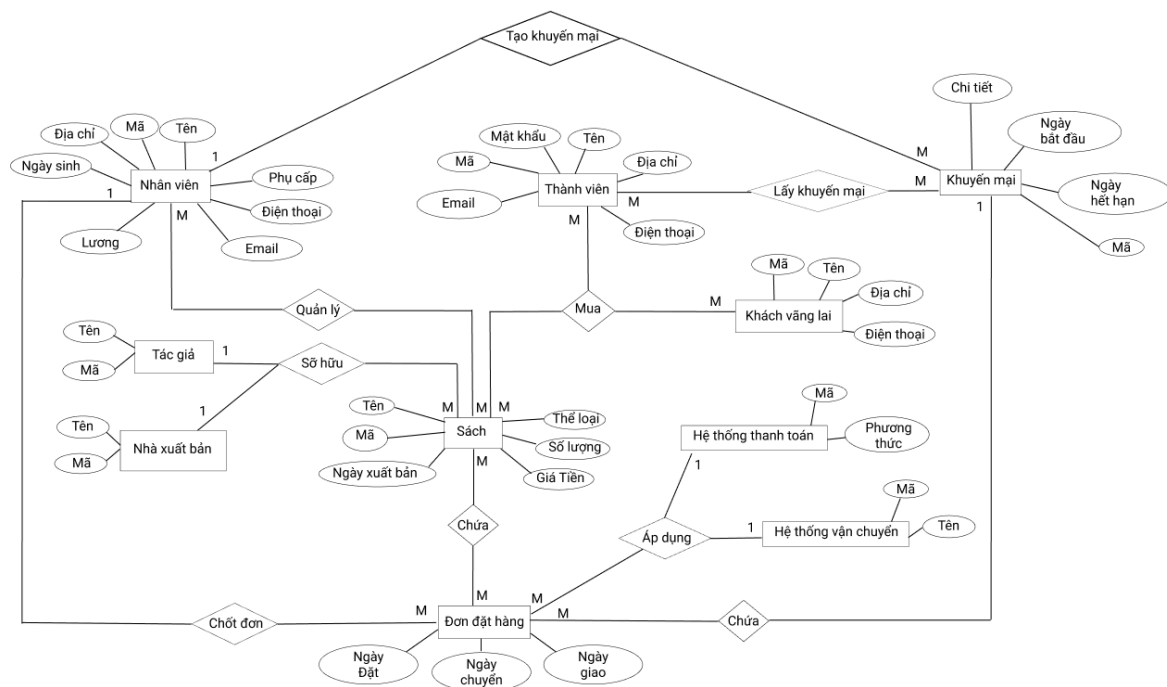 Tạo khuyến mại
Chi tiết
Mã
Tên
Địa chỉ
Ngày
bắt đầu
Mật khẩu
Tên
1
M
Ngày sinh
Mã
Địa chỉ
Phụ cấp
Nhân viên
Thành viên
Lấy khuyến mại
M
Khuyến mại
1
M
Email
M
M
1
Ngày
hết hạn
Điện thoại
Điện thoại
Lương
Email
Mã
Mã
Tên
Quản lý
Mua
M
Địa chỉ
Khách vãng lai
Điện thoại
Tên
Tác giả
1
Sỡ hữu
Mã
Mã
1
M
M
M
Tên
Thể loại
Tên
Nhà xuất bản
Mã
Sách
Hệ thống thanh toán
Phương
thức
Mã
Số lượng
Ngày xuất bản
M
Giá Tiền
1
Mã
Chứa
Áp dụng
1
Hệ thống vận chuyển
Tên
M
M
Chốt đơn
M
Đơn đặt hàng
M
Chứa
Ngày
Đặt
Ngày
chuyển
Ngày
giao